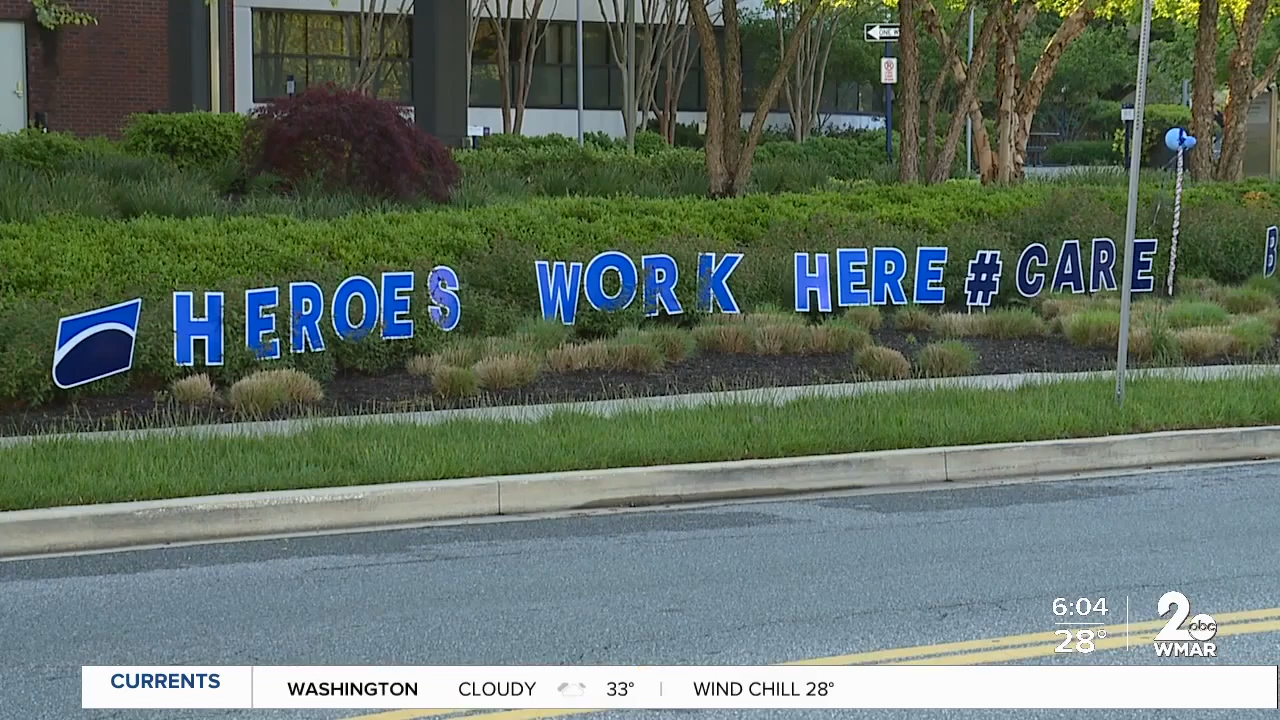 ONE WAY
HEROES WORK HERE #CARE B
6:04
28°
2 abc
WMAR
CURRENTS WASHINGTON CLOUDY 33° WIND CHILL 28°